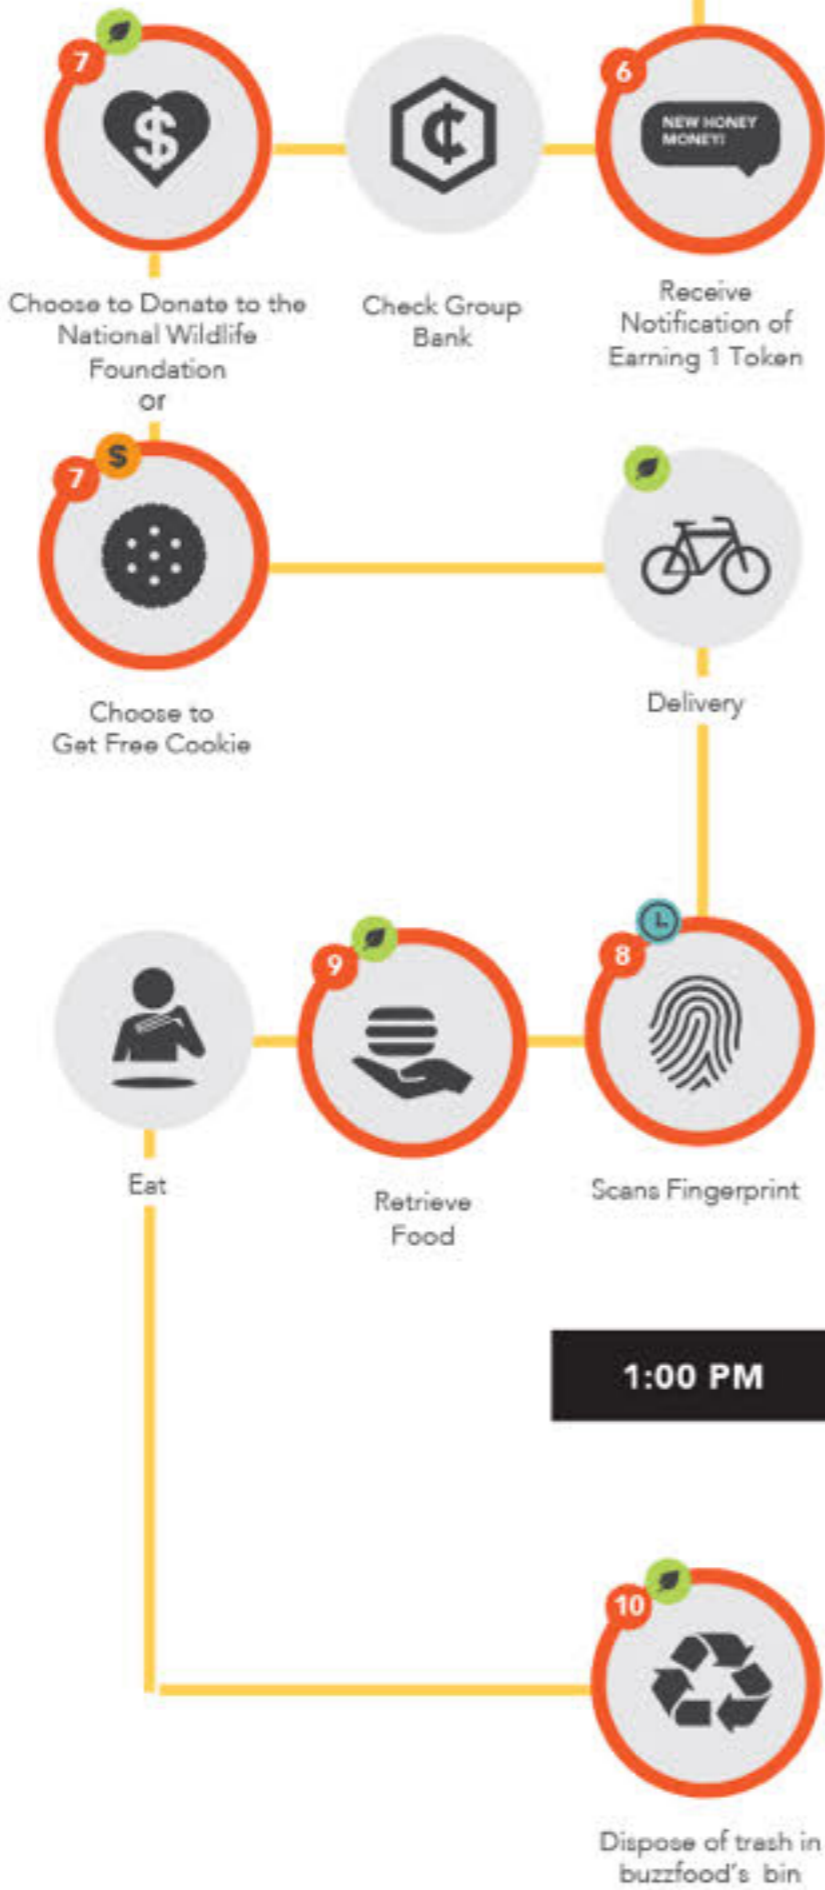 7
$
6
NEW HONEY
MONEY!
Choose to Donate to the
National Wildlife
Foundation
or
¢
Check Group
Bank
Receive
Notification of
Earning 1 Token
7
$
Choose to
Get Free Cookie
Delivery
9
8
Eat
Retrieve
Food
Scans Fingerprint
1:00 PM
10
Dispose of trash in
buzzfood's bin